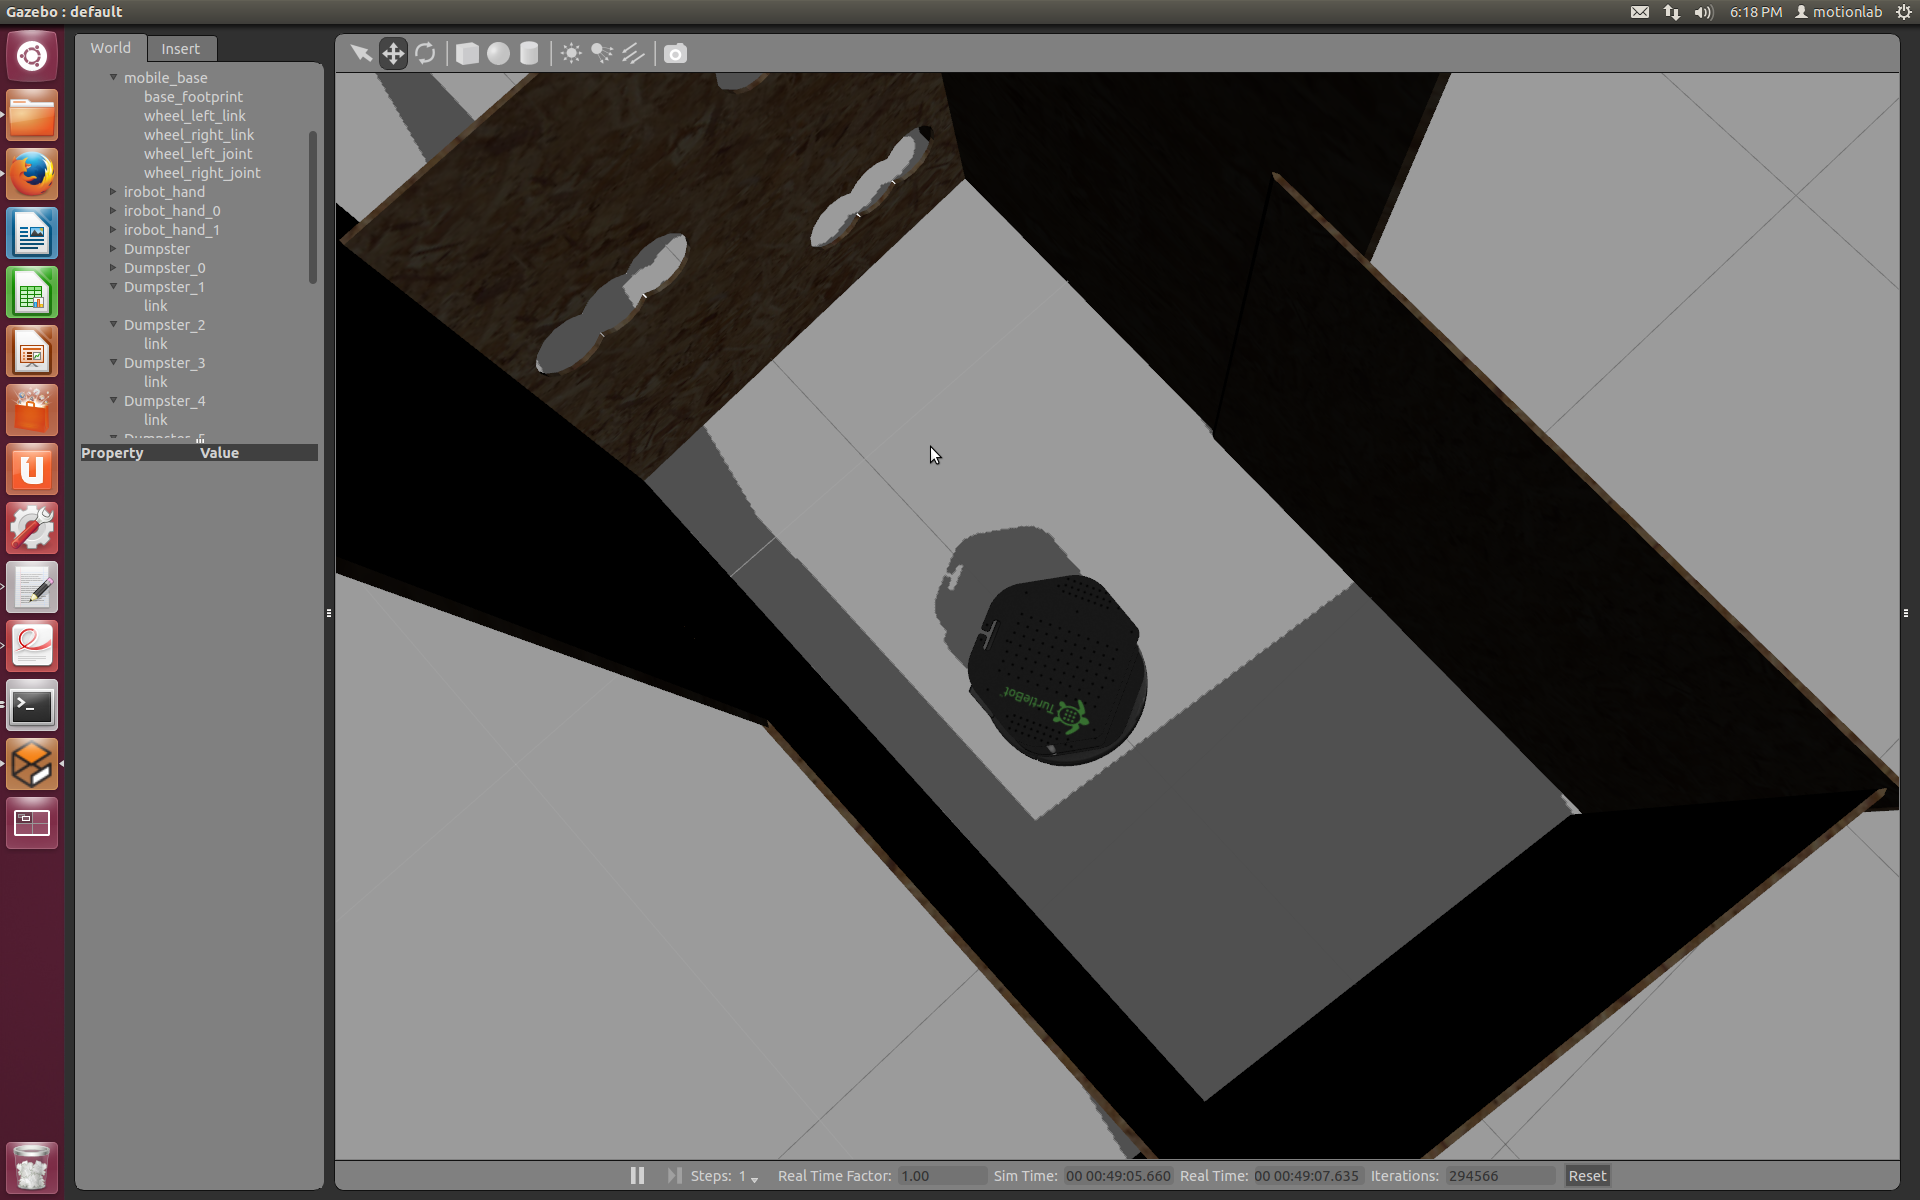 Gazebo : default
6:18 PM
motionlab
World
Insert
mobile_base
base_footprint
wheel_left_link
wheel_right_link
wheel_left_joint
wheel_right_joint
irobot_hand
irobot_hand_0
irobot_hand_1
Dumpster
Dumpster_0
Dumpster_1
link
Dumpster_2
link
Dumpster_3
link
Dumpster_4
link
Dumpster_5
Property Value
TurtleBot
Steps: 1 Real Time Factor: 1.00 Sim Time: 00 00:49:05.660 Real Time: 00 00:49:07.635 Iterations: 294566 Reset